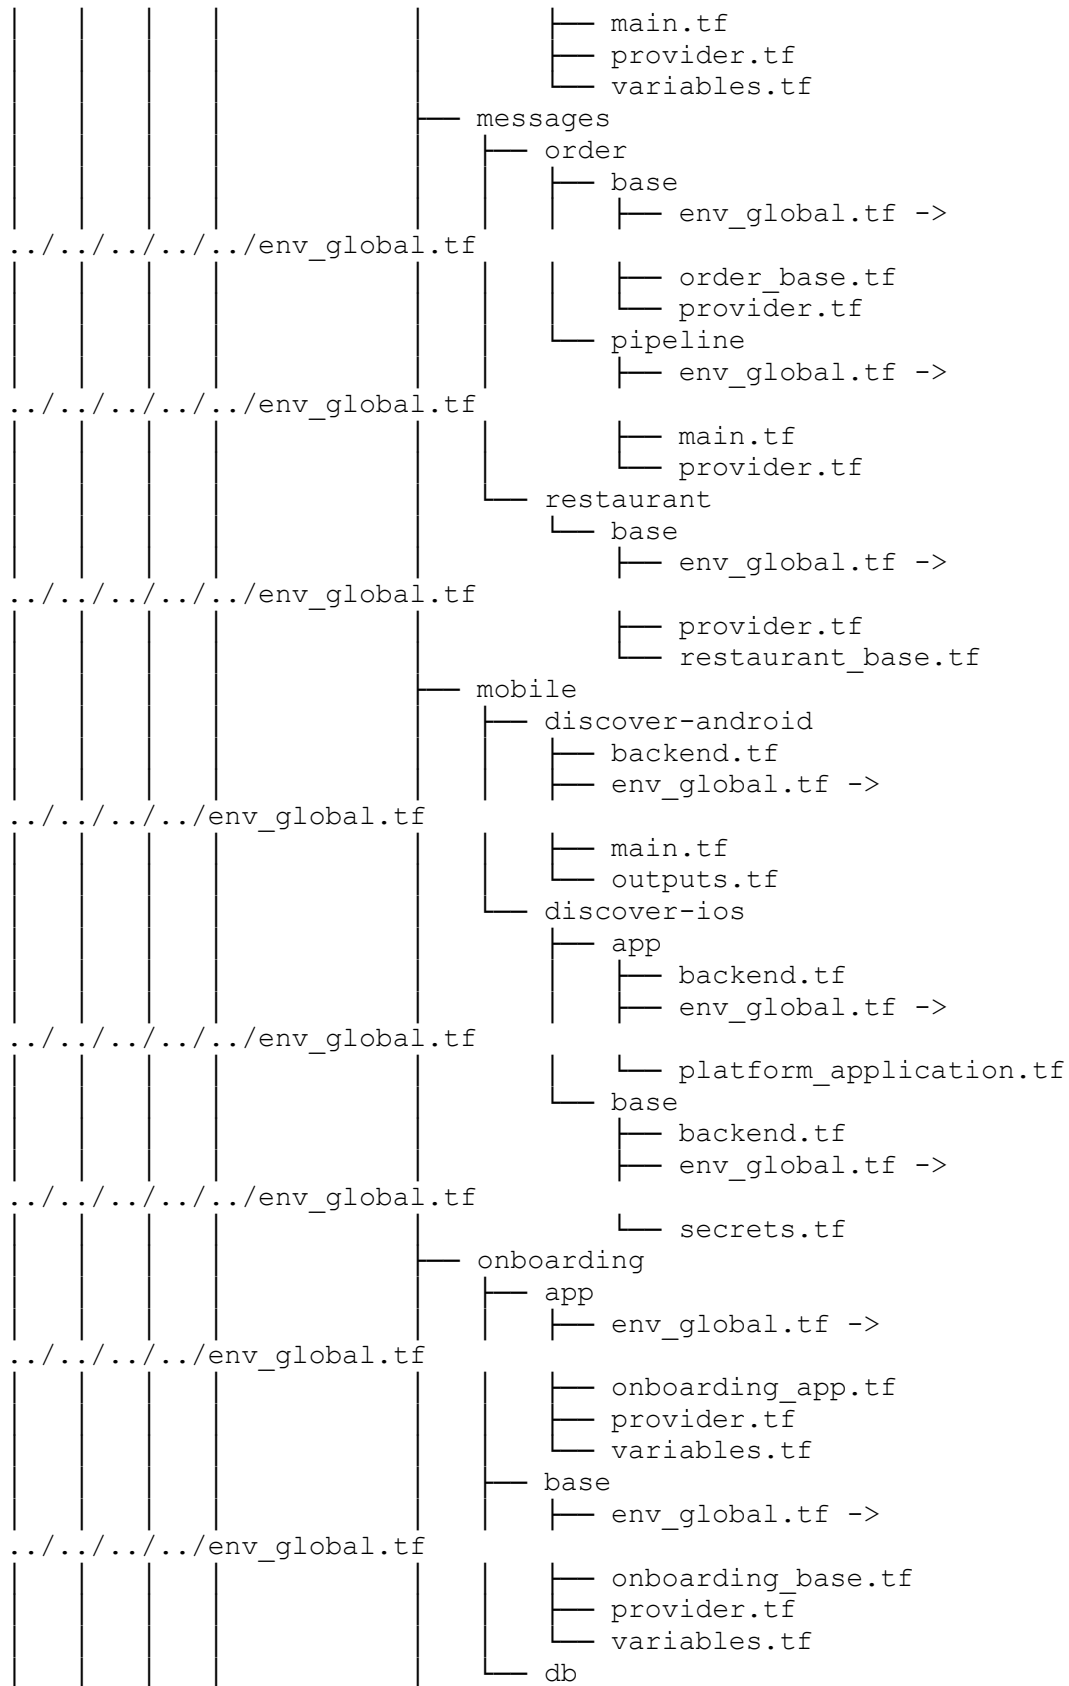 │   │   │   │           │       ├── main.tf
│   │   │   │           │       ├── provider.tf
│   │   │   │           │       └── variables.tf
│   │   │   │           ├── messages
│   │   │   │           │   ├── order
│   │   │   │           │   │   ├── base
│   │   │   │           │   │   │   ├── env_global.tf ->
../../../../../env_global.tf
│   │   │   │           │   │   │   ├── order_base.tf
│   │   │   │           │   │   │   └── provider.tf
│   │   │   │           │   │   └── pipeline
│   │   │   │           │   │       ├── env_global.tf ->
../../../../../env_global.tf
│   │   │   │           │   │       ├── main.tf
│   │   │   │           │   │       └── provider.tf
│   │   │   │           │   └── restaurant
│   │   │   │           │       └── base
│   │   │   │           │           ├── env_global.tf ->
../../../../../env_global.tf
│   │   │   │           │           ├── provider.tf
│   │   │   │           │           └── restaurant_base.tf
│   │   │   │           ├── mobile
│   │   │   │           │   ├── discover-android
│   │   │   │           │   │   ├── backend.tf
│   │   │   │           │   │   ├── env_global.tf ->
../../../../env_global.tf
│   │   │   │           │   │   ├── main.tf
│   │   │   │           │   │   └── outputs.tf
│   │   │   │           │   └── discover-ios
│   │   │   │           │       ├── app
│   │   │   │           │       │   ├── backend.tf
│   │   │   │           │       │   ├── env_global.tf ->
../../../../../env_global.tf
│   │   │   │           │       │   └── platform_application.tf
│   │   │   │           │       └── base
│   │   │   │           │           ├── backend.tf
│   │   │   │           │           ├── env_global.tf ->
../../../../../env_global.tf
│   │   │   │           │           └── secrets.tf
│   │   │   │           ├── onboarding
│   │   │   │           │   ├── app
│   │   │   │           │   │   ├── env_global.tf ->
../../../../env_global.tf
│   │   │   │           │   │   ├── onboarding_app.tf
│   │   │   │           │   │   ├── provider.tf
│   │   │   │           │   │   └── variables.tf
│   │   │   │           │   ├── base
│   │   │   │           │   │   ├── env_global.tf ->
../../../../env_global.tf
│   │   │   │           │   │   ├── onboarding_base.tf
│   │   │   │           │   │   ├── provider.tf
│   │   │   │           │   │   └── variables.tf
│   │   │   │           │   └── db